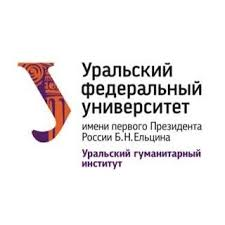 Уральский
федеральный
университет
имени первого Президента
России Б.Н.Ельцина
Уральский гуманитарный
институт